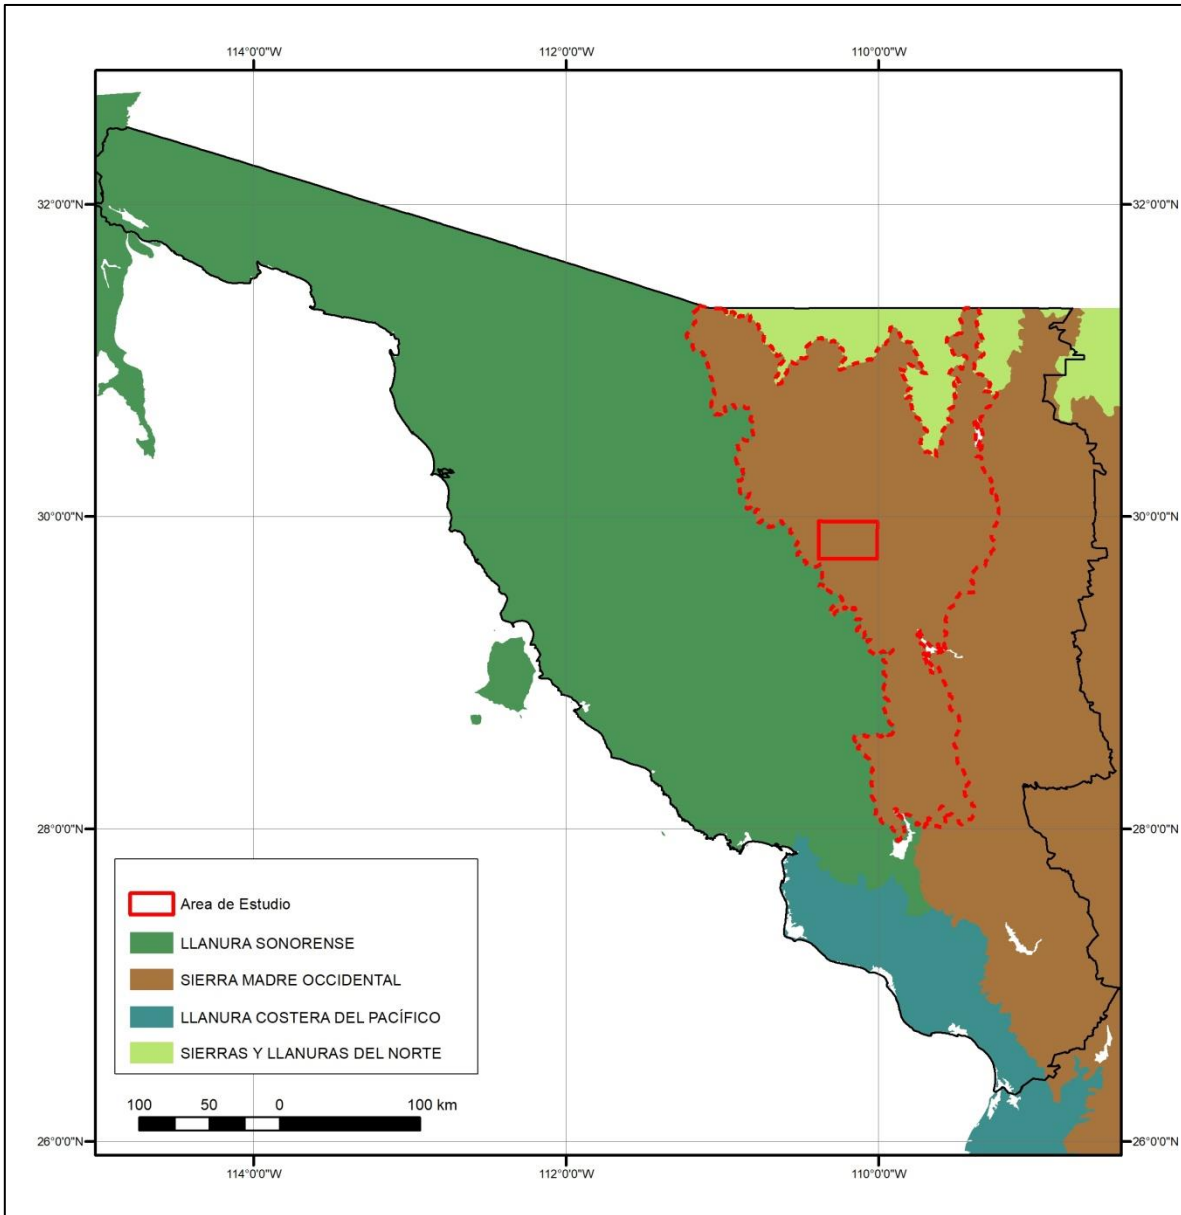 114°0'0"W 112°0'0"W 110°0'0"W
32°0'0"N 32°0'0"N
30°0'0"N 30°0'0"N
28°0'0"N 28°0'0"N
Area de Estudio
LLANURA SONORENSE
SIERRA MADRE OCCIDENTAL
LLANURA COSTERA DEL PACÍFICO
SIERRAS Y LLANURAS DEL NORTE
100 50 0 100 km
26°0'0"N 26°0'0"N
114°0'0"W 112°0'0"W 110°0'0"W